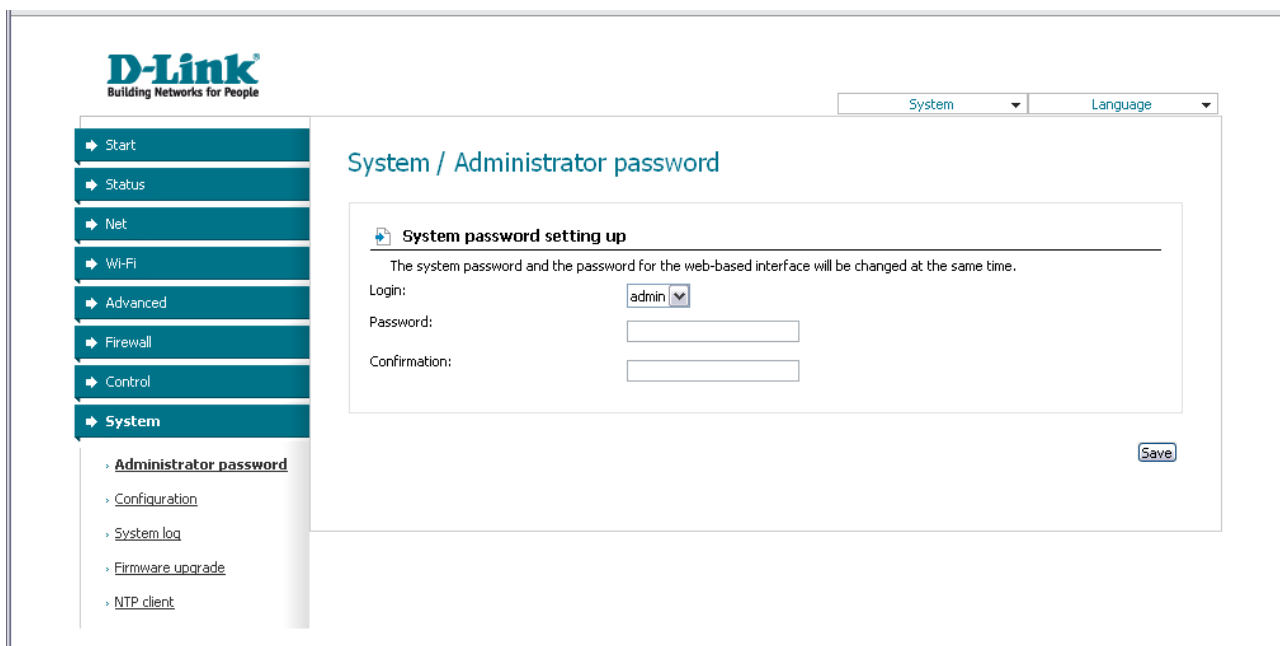 D-Link®
Building Networks for People
System Language
Start
Status
Net
Wi-Fi
Advanced
Firewall
Control
System
Administrator password
Configuration
System log
Firmware upgrade
NTP client
System / Administrator password
System password setting up
The system password and the password for the web-based interface will be changed at the same time.
Login: admin
Password:
Confirmation:
Save